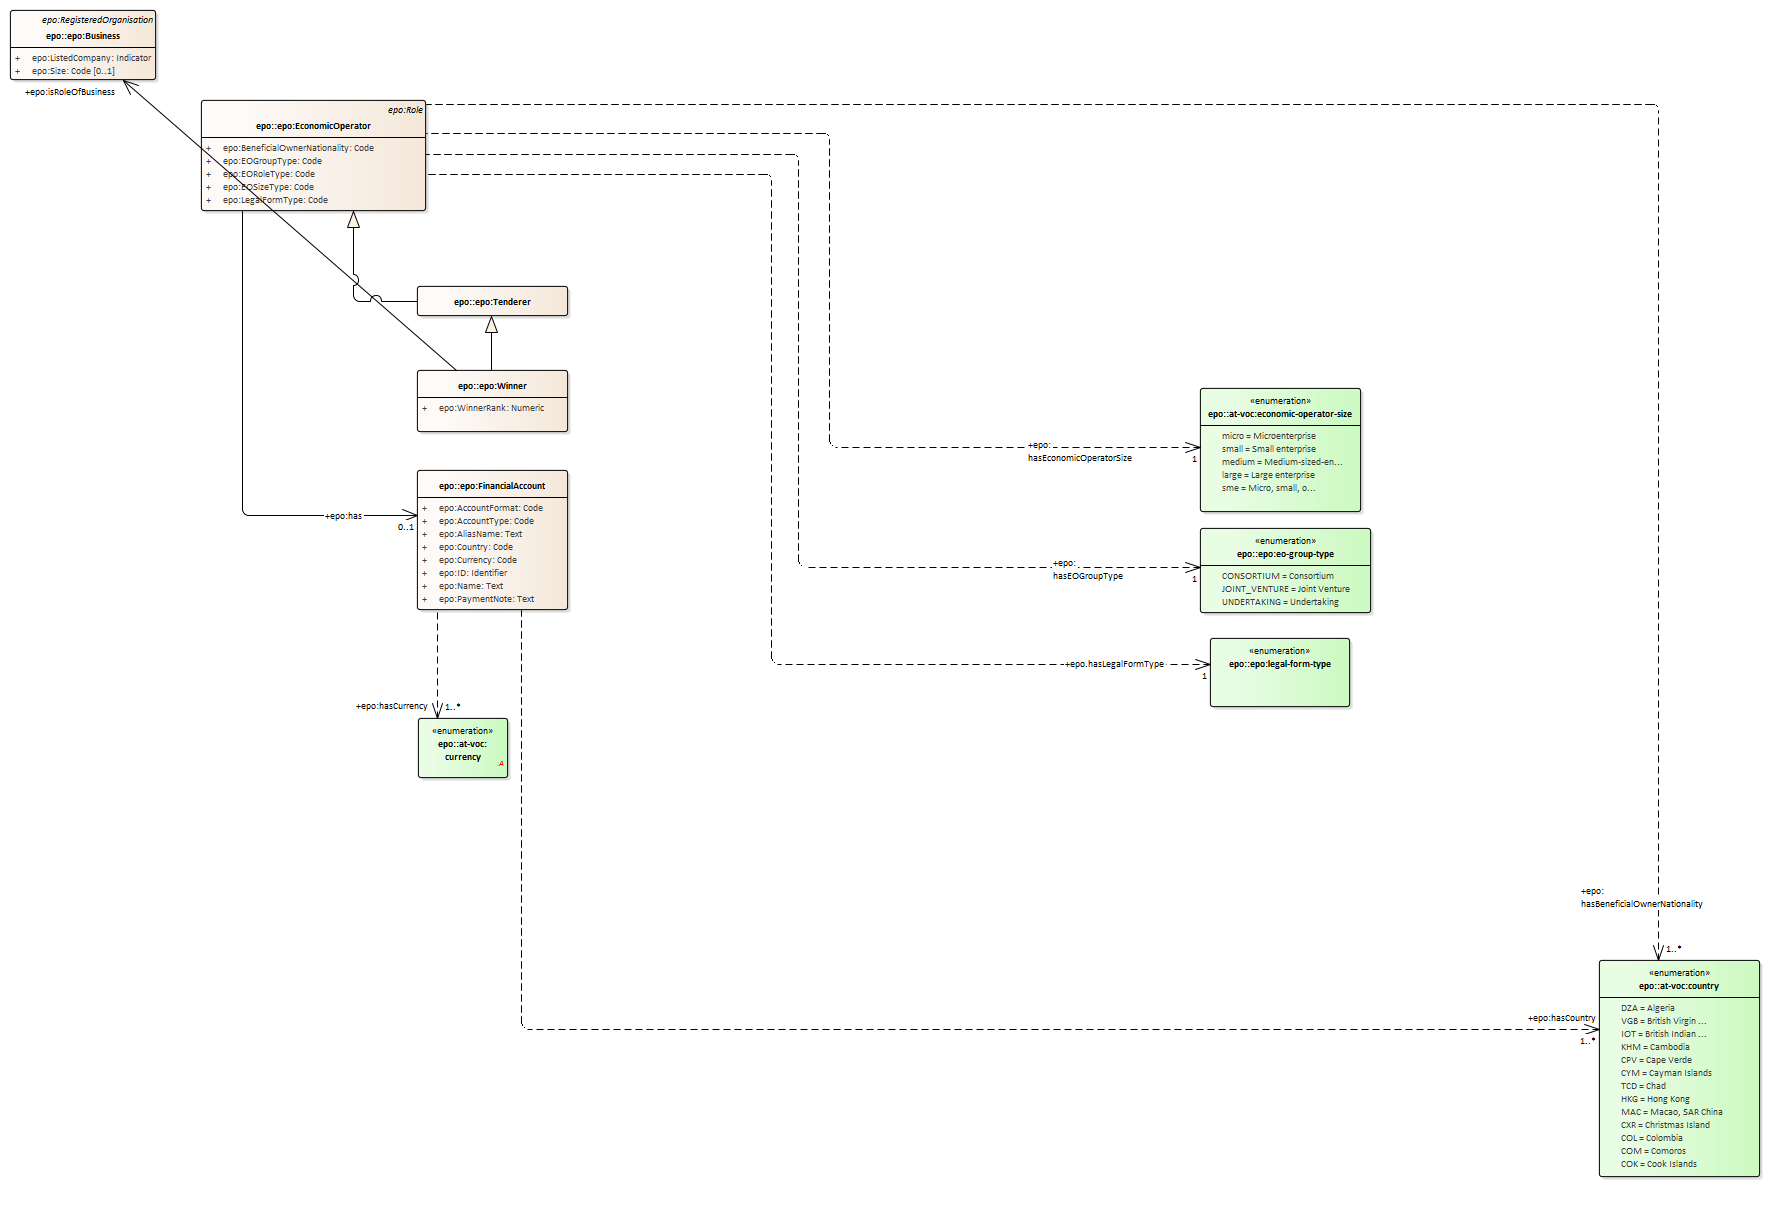 epo:RegisteredOrganisation
epo::epo:Business
+ epo:ListedCompany: Indicator
+ epo:Size: Code [0..1]
+epo:isRoleOfBusiness
epo:Role
epo::epo:EconomicOperator
+ epo:BeneficialOwnerNationality: Code
+ epo:EOGroupType: Code
+ epo:EORoleType: Code
+ epo:EOSizeType: Code
+ epo:LegalFormType: Code
epo::epo:Tenderer
epo::epo:Winner
+ epo:WinnerRank: Numeric
epo::epo:FinancialAccount
+ epo:AccountFormat: Code
+ epo:AccountType: Code
+ epo:AliasName: Text
+ epo:Country: Code
+ epo:Currency: Code
+ epo:ID: Identifier
+ epo:Name: Text
+ epo:PaymentNote: Text
+epo:has
0..1
+epo:hasCurrency
1..*
«enumeration»
epo::at-voc:
currency
A
+epo:
hasEconomicOperatorSize
1
«enumeration»
epo::at-voc:economic-operator-size
micro = Microenterprise
small = Small enterprise
medium = Medium-sized-en...
large = Large enterprise
sme = Micro, small, o...
+epo:
hasEOGroupType
1
«enumeration»
epo::epo:eo-group-type
CONSORTIUM = Consortium
JOINT_VENTURE = Joint Venture
UNDERTAKING = Undertaking
+epo.hasLegalFormType
1
«enumeration»
epo::epo:legal-form-type
+epo:
hasBeneficialOwnerNationality
1..*
+epo:hasCountry
1..*
«enumeration»
epo::at-voc:country
DZA = Algeria
VGB = British Virgin ...
IOT = British Indian ...
KHM = Cambodia
CPV = Cape Verde
CYM = Cayman Islands
TCD = Chad
HKG = Hong Kong
MAC = Macao, SAR China
CXR = Christmas Island
COL = Colombia
COM = Comoros
COK = Cook Islands